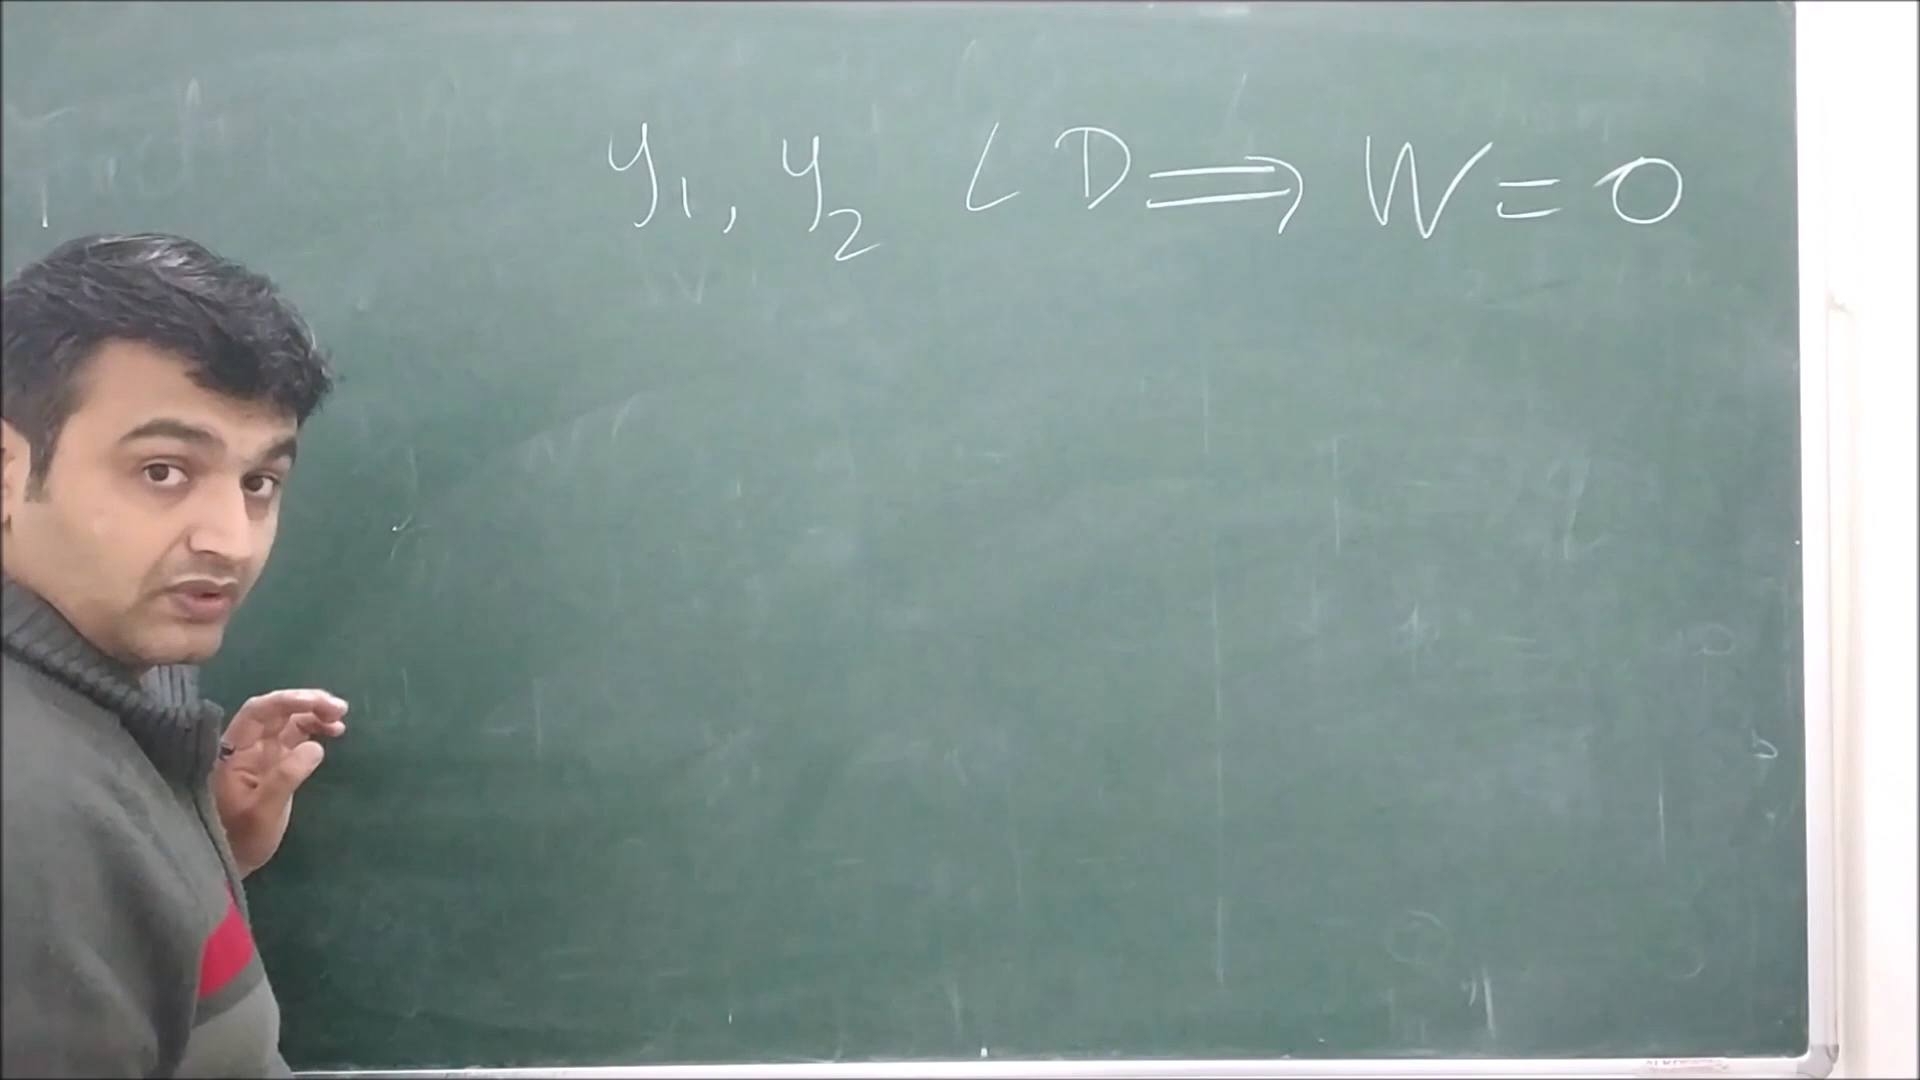 y₁, y₂ LD ⟹ W = 0